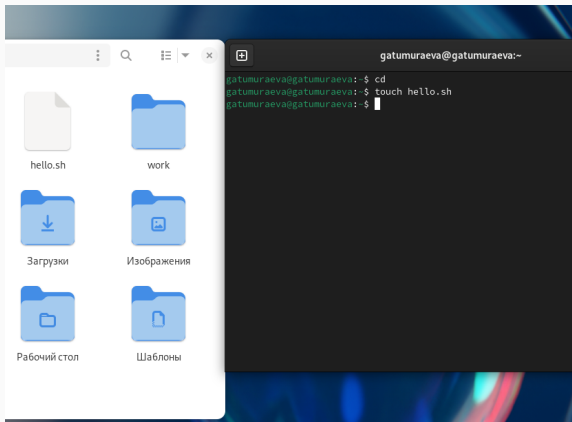 hello.sh
work
Загрузки
Изображения
Рабочий стол
Шаблоны
gatumuraeva@gatumuraeva:~
gatumuraeva@gatumuraeva:~$ cd
gatumuraeva@gatumuraeva:~$ touch hello.sh
gatumuraeva@gatumuraeva:~$